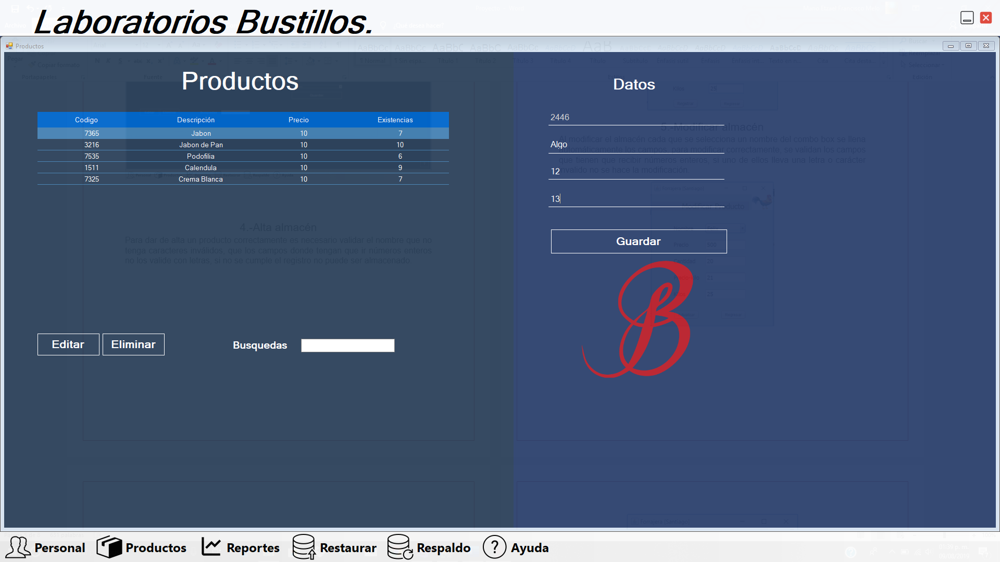 Laboratorios Bustillos.
Productos
Productos
Codigo Descripción Precio Existencias
7365 Jabon 10 7
3216 Jabon de Pan 10 10
7535 Podofilia 10 6
1511 Calendula 10 9
7325 Crema Blanca 10 7
4.-Alta almacén
Para dar de alta un producto correctamente es necesario validar el nombre que no
tenga caracteres inválidos, que los campos donde tengan que ir números enteros
no los valide con letras, si no se cumple el registro no puede ser almacenado.
Editar Eliminar Busquedas
Datos
2446
5.-Modificar almacén
Al modificar el almacén cada que se selecciona un nombre del combo box se llena
automáticamente los campos, para modificar correctamente, se validan los campos
que tienen que recibir números enteros, si uno de ellos lleva una letra o carácter
invalido no se hace la modificación
Algo
12
13
Guardar
B
Personal Productos Reportes Restaurar Respaldo ? Ayuda